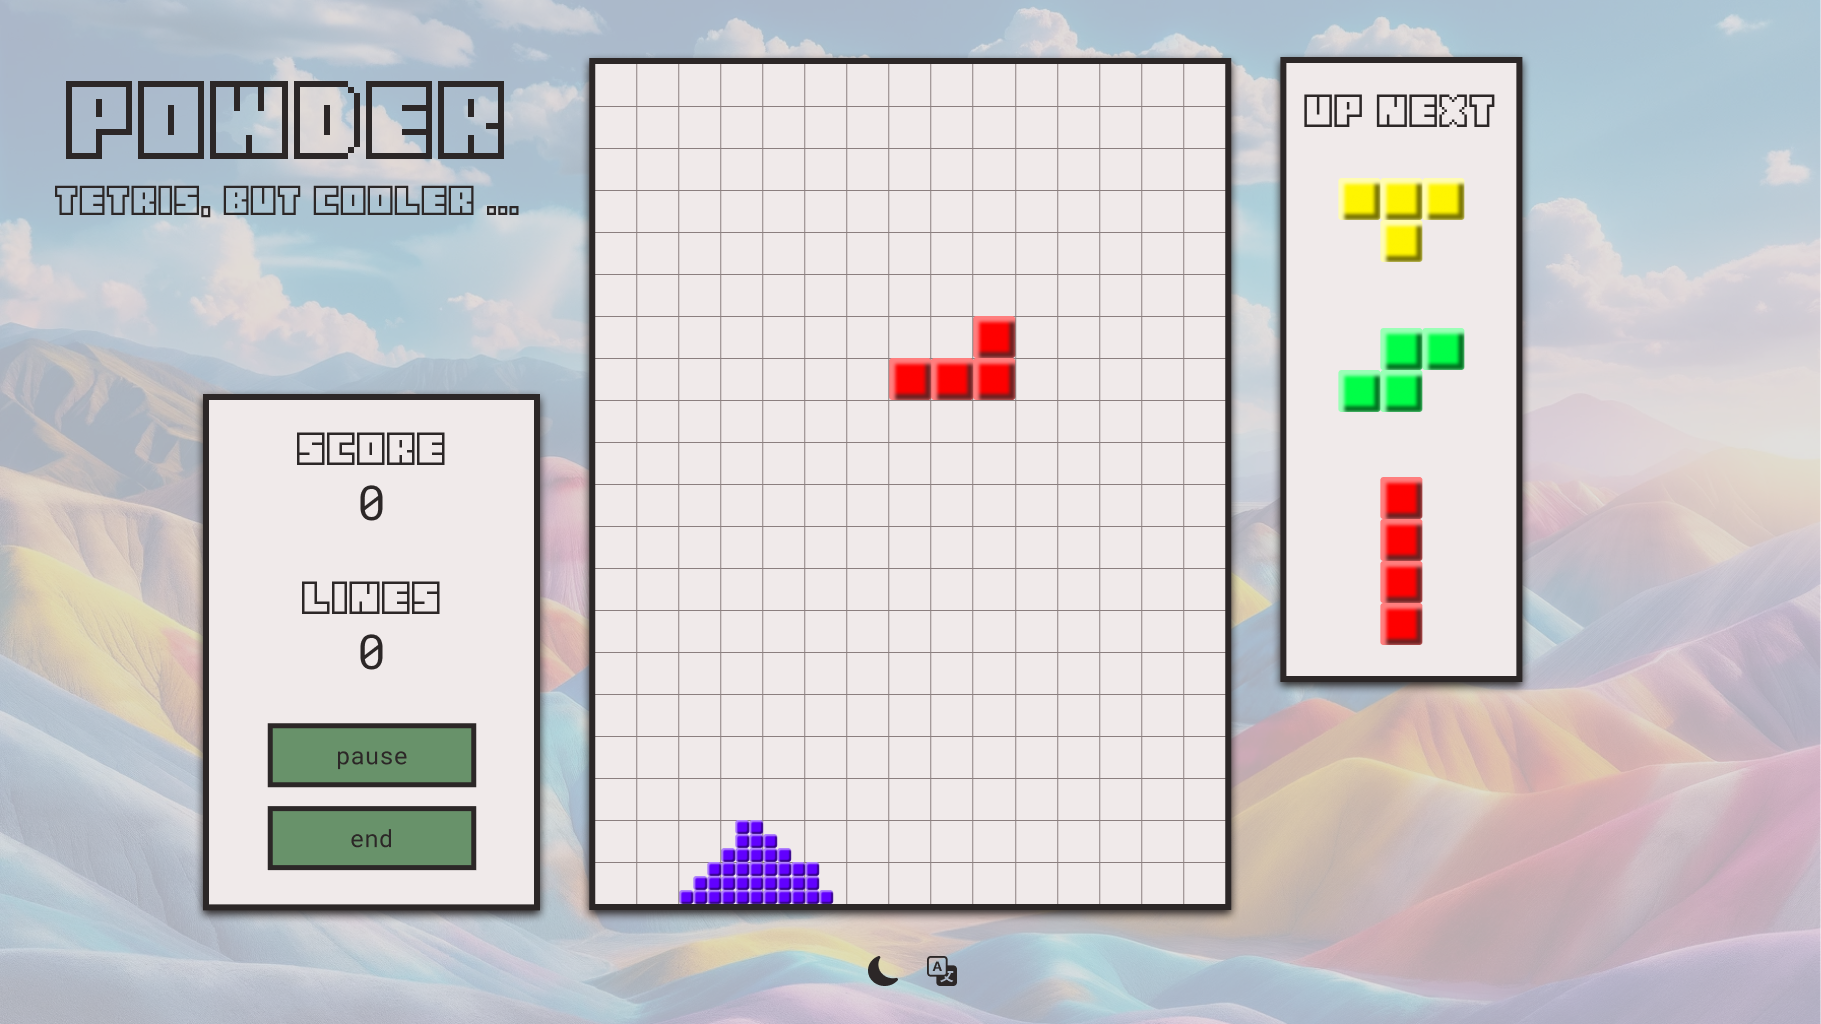 POWDER
TETRIS, BUT COOLER ...
SCORE
0
LINES
0
pause
end
UP NEXT
A